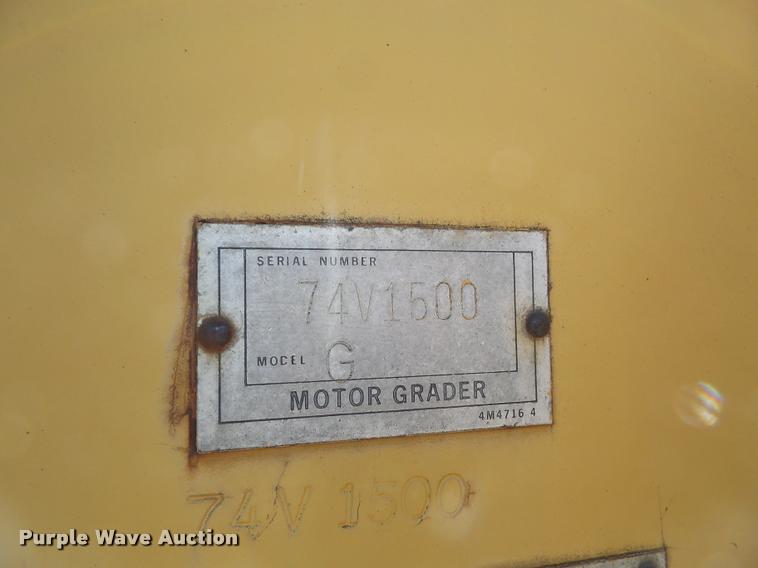 SERIAL NUMBER
74V1500
MODEL G
MOTOR GRADER
4M4716 4
74V 1500
Purple Wave Auction